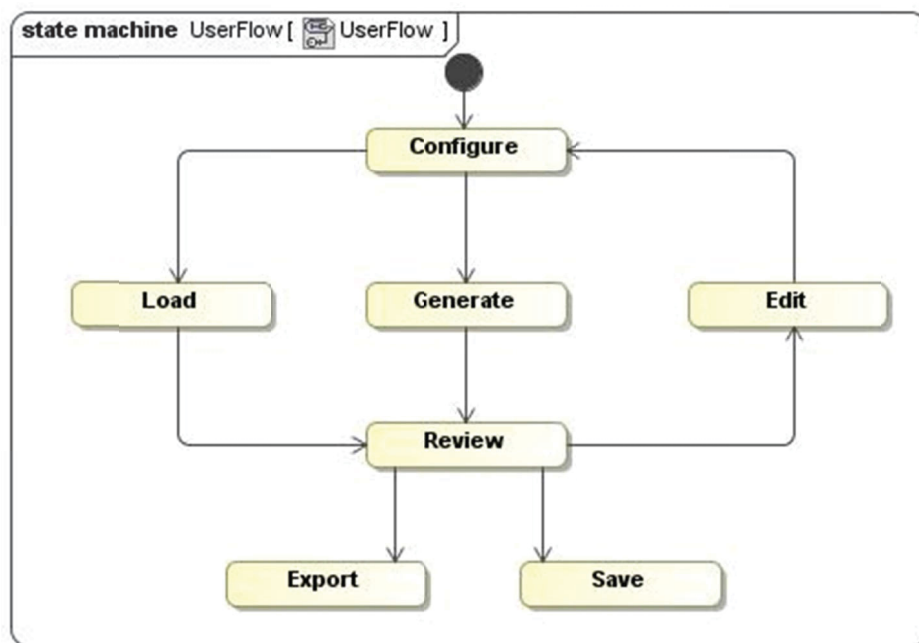 state machine UserFlow [ UserFlow ]
Configure
Load
Generate
Edit
Review
Export
Save